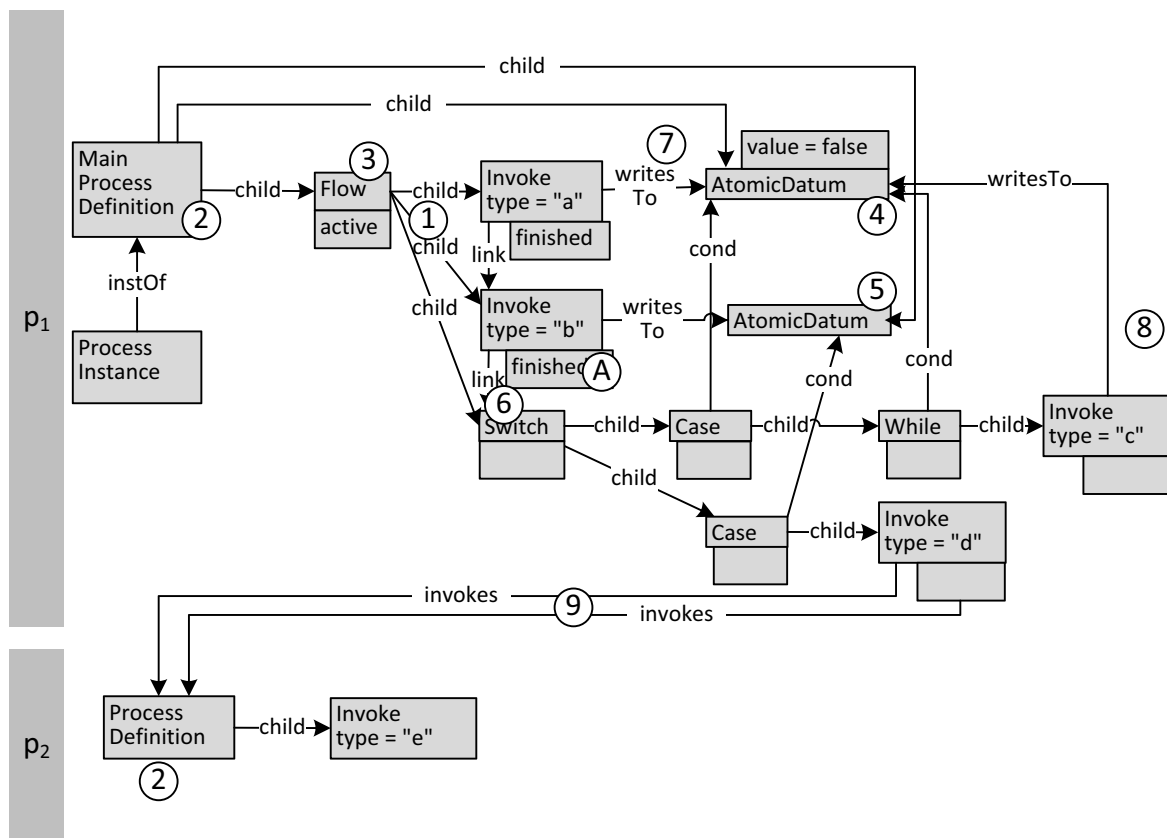 child
child
7
value = false
3
Main
Process
Definition
2
child
Flow
active
child
1
child
child
Invoke
type = "a"
finished
writes
To
AtomicDatum
4
writesTo
link
cond
instOf
p1
Process
Instance
Invoke
type = "b"
finished
A
writes
To
5
AtomicDatum
8
cond
cond
link
6
Switch
child
Case
child
While
child
Invoke
type = "c"
child
Case
child
Invoke
type = "d"
invokes
9
invokes
p2
Process
Definition
2
child
Invoke
type = "e"